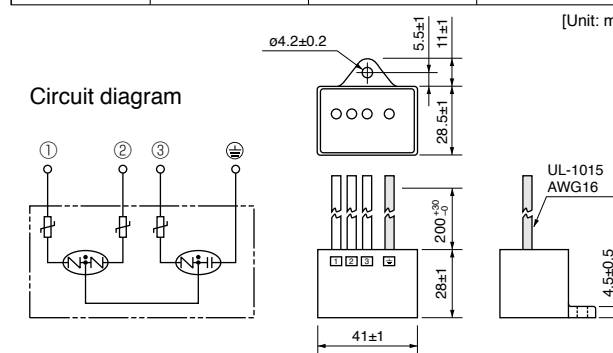 [Unit: m
ø4.2±0.2
5.5±1
11±1
28.5±1
Circuit diagram
① ② ③
UL-1015
AWG16
200 +30 -0
1 2 3
28±1
4.5±0.5
41±1